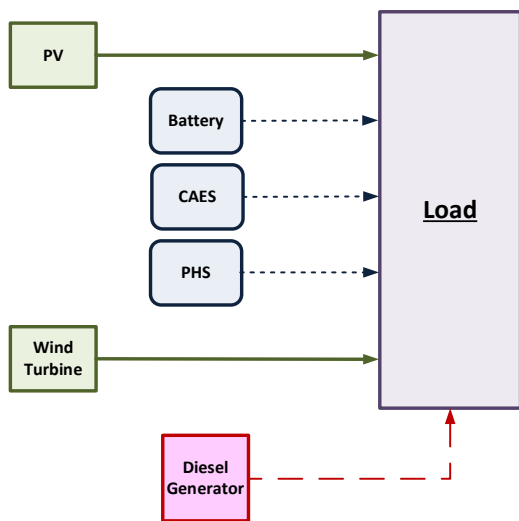 PV
Battery
CAES
Load
PHS
Wind
Turbine
Diesel
Generator